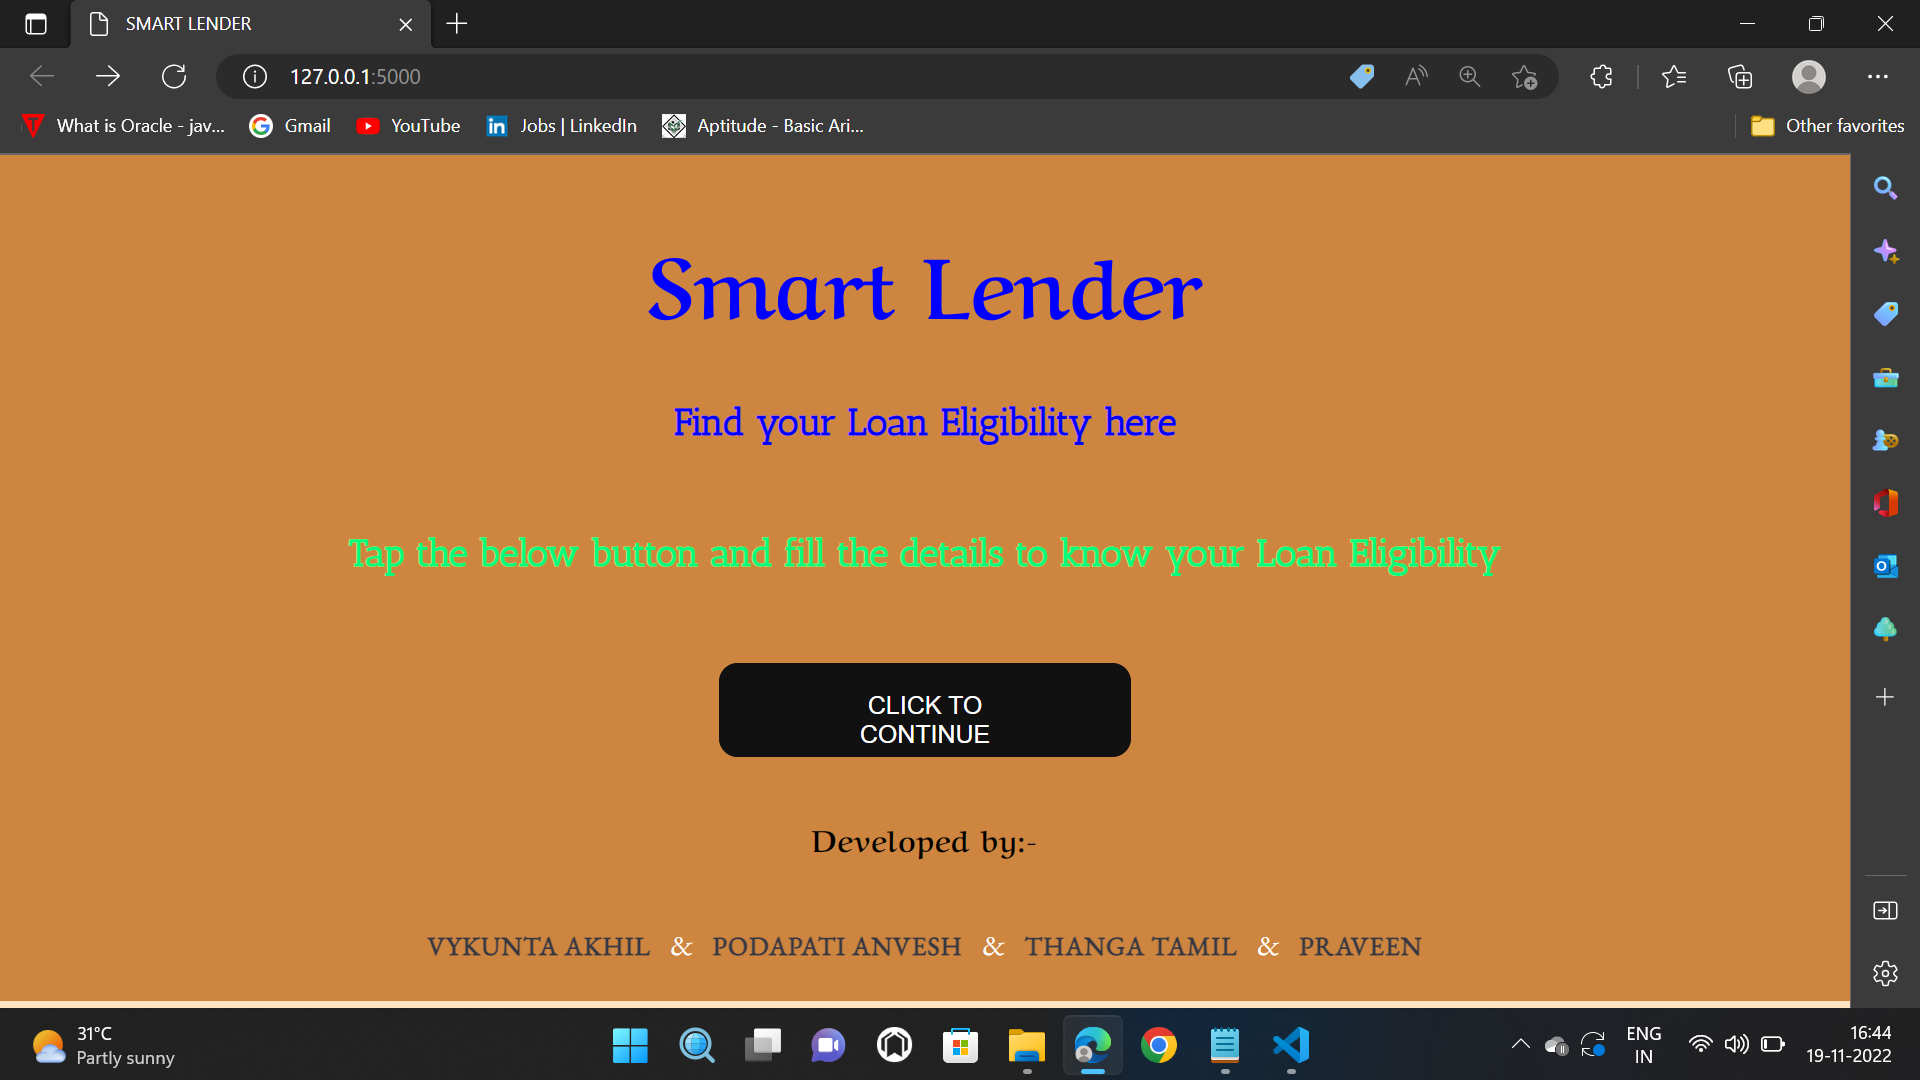 SMART LENDER
127.0.0.1:5000
What is Oracle - jav...
Gmail
YouTube
Jobs | LinkedIn
Aptitude - Basic Ari...
Other favorites
Smart Lender
Find your Loan Eligibility here
Tap the below button and fill the details to know your Loan Eligibility
CLICK TO
CONTINUE
Developed by:-
VYKUNTA AKHIL & PODAPATI ANVESH & THANGA TAMIL & PRAVEEN
31°C
Partly sunny
ENG
IN
16:44
19-11-2022